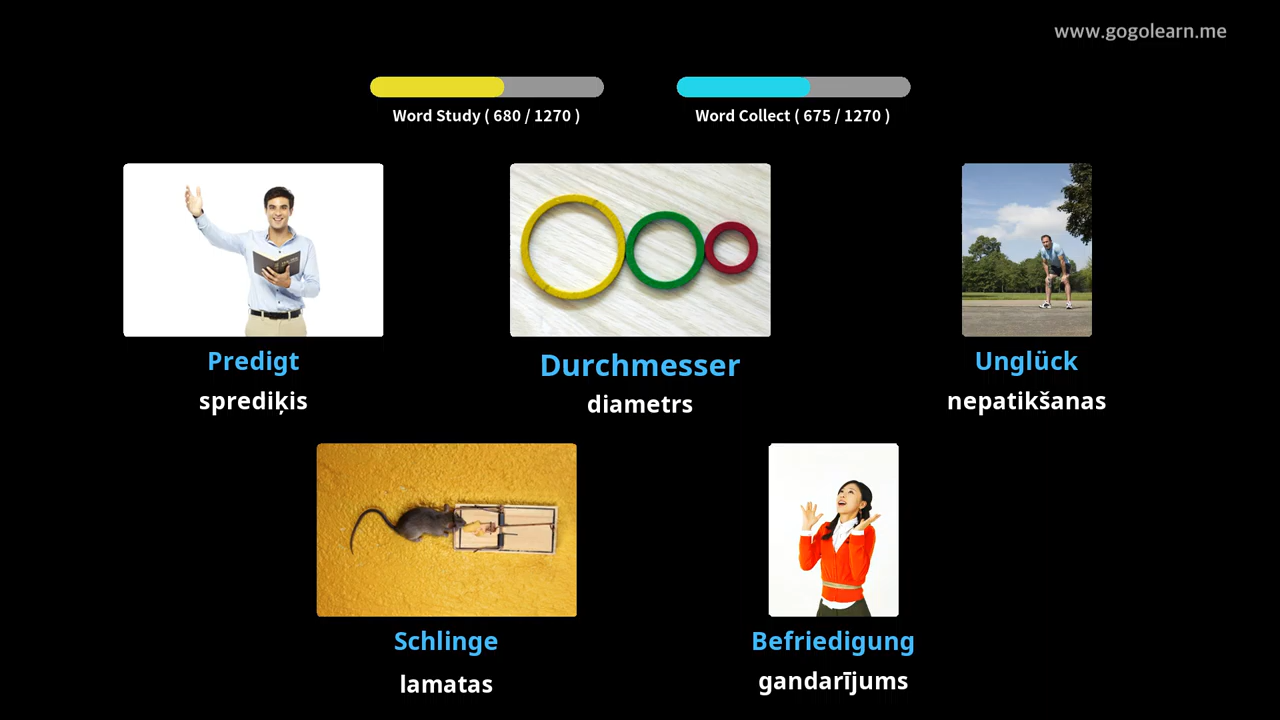 www.gogolearn.me
Word Study ( 680 / 1270 )
Word Collect ( 675 / 1270 )
Predigt
sprediķis
Durchmesser
diametrs
Unglück
nepatikšanas
Schlinge
lamatas
Befriedigung
gandarījums